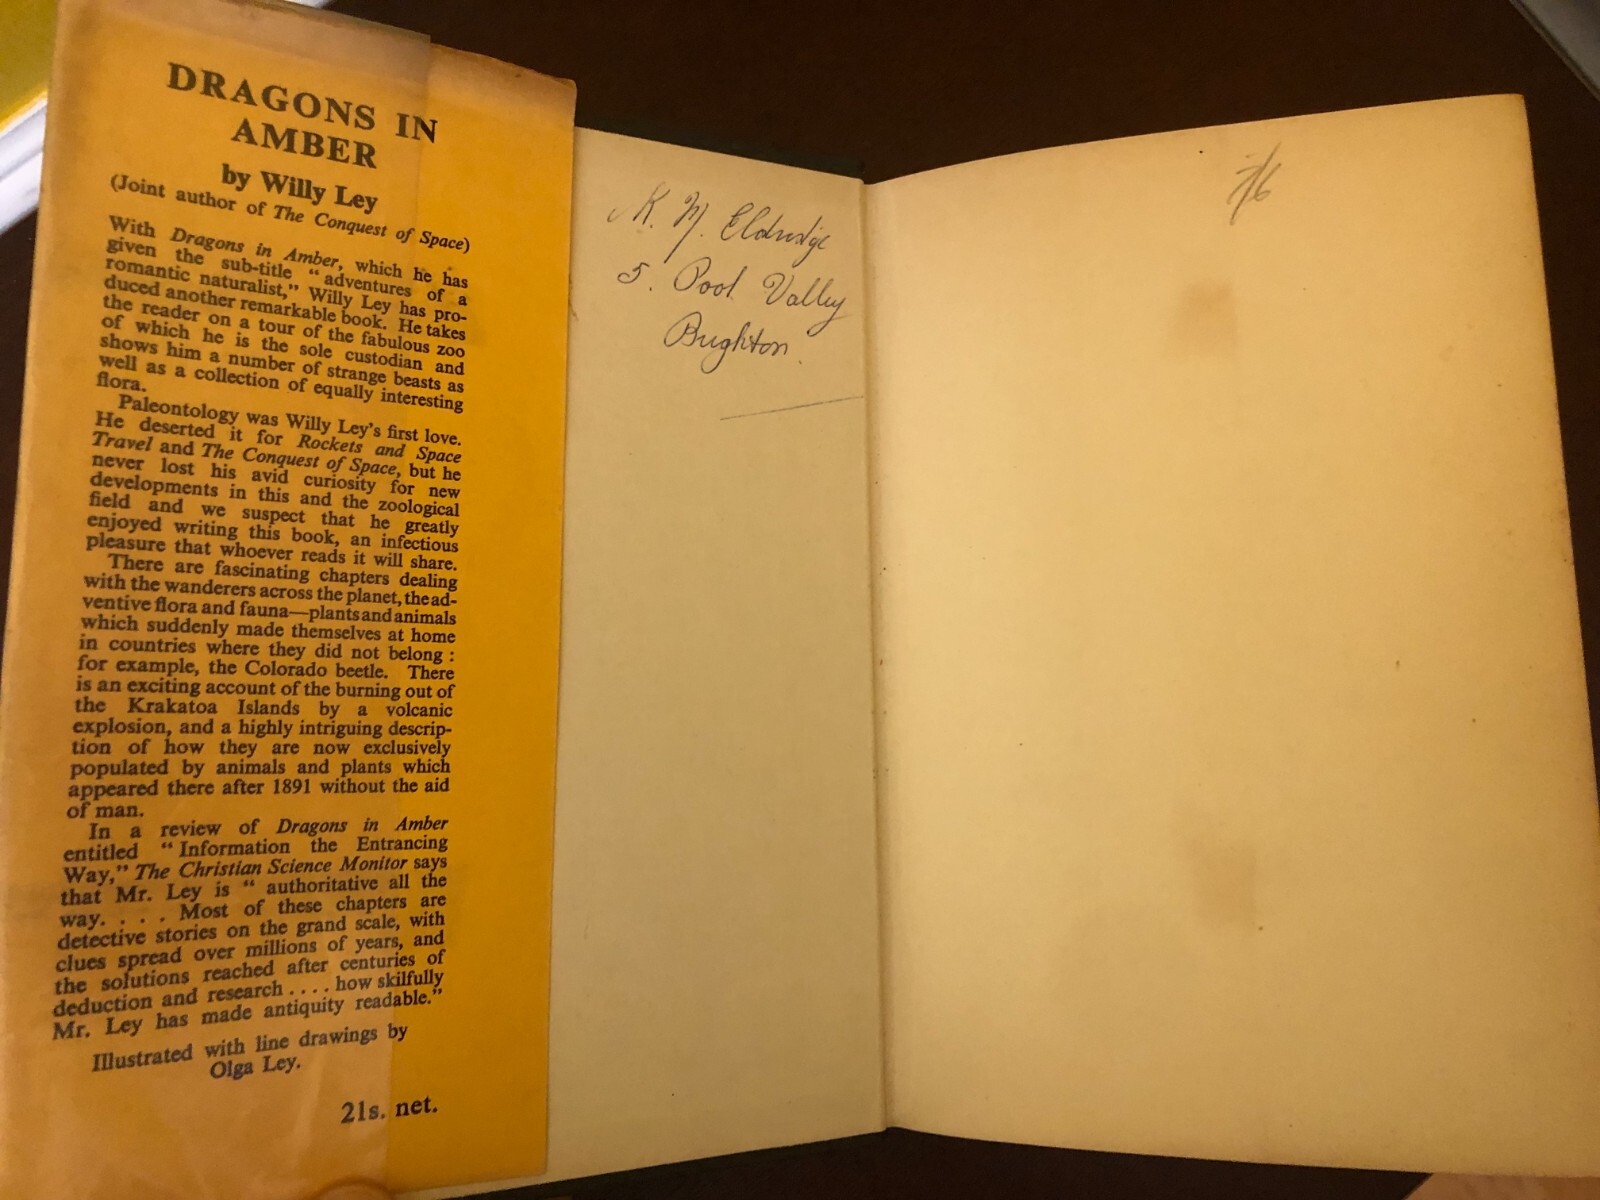 DRAGONS IN
AMBER
by Willy Ley
(Joint author of The Conquest of Space)
With Dragons in Amber, which he has
given the sub-title "adventures of a
romantic naturalist," Willy Ley has pro-
duced another remarkable book. He takes
the reader on a tour of the fabulous zoo
of which he is the sole custodian and
shows him a number of strange beasts as
well as a collection of equally interesting
flora.
Paleontology was Willy Ley's first love.
He deserted it for Rockets and Space
Travel and The Conquest of Space, but he
never lost his avid curiosity for new
developments in this and the zoological
field and we suspect that he greatly
enjoyed writing this book, an infectious
pleasure that whoever reads it will share.
There are fascinating chapters dealing
with the wanderers across the planet, the ad-
ventive flora and fauna—plants and animals
which suddenly made themselves at home
in countries where they did not belong :
for example, the Colorado beetle. There
is an exciting account of the burning out of
the Krakatoa Islands by a volcanic
explosion, and a highly intriguing descrip-
tion of how they are now exclusively
populated by animals and plants which
appeared there after 1891 without the aid
of man.
In a review of Dragons in Amber
entitled "Information the Entrancing
Way," The Christian Science Monitor says
that Mr. Ley is "authoritative all the
way. . . . Most of these chapters are
detective stories on the grand scale, with
clues spread over millions of years, and
the solutions reached after centuries of
deduction and research . . . . how skilfully
Mr. Ley has made antiquity readable."
Illustrated with line drawings by
Olga Ley.
21s. net.
K. M. Eldridge
5. Pool Valley
Brighton.
7/6